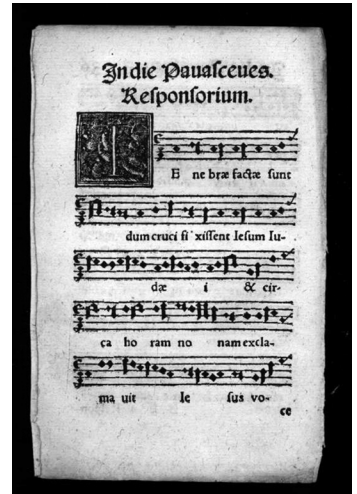 In die Paraſceues.
Reſponſorium.
T
E ne bræ factæ ſunt
dum cruci fi xiſſent Ieſum Iu-
dæ i & cir-
ca ho ram no nam excla-
ma uit Ie ſus vo-
ce